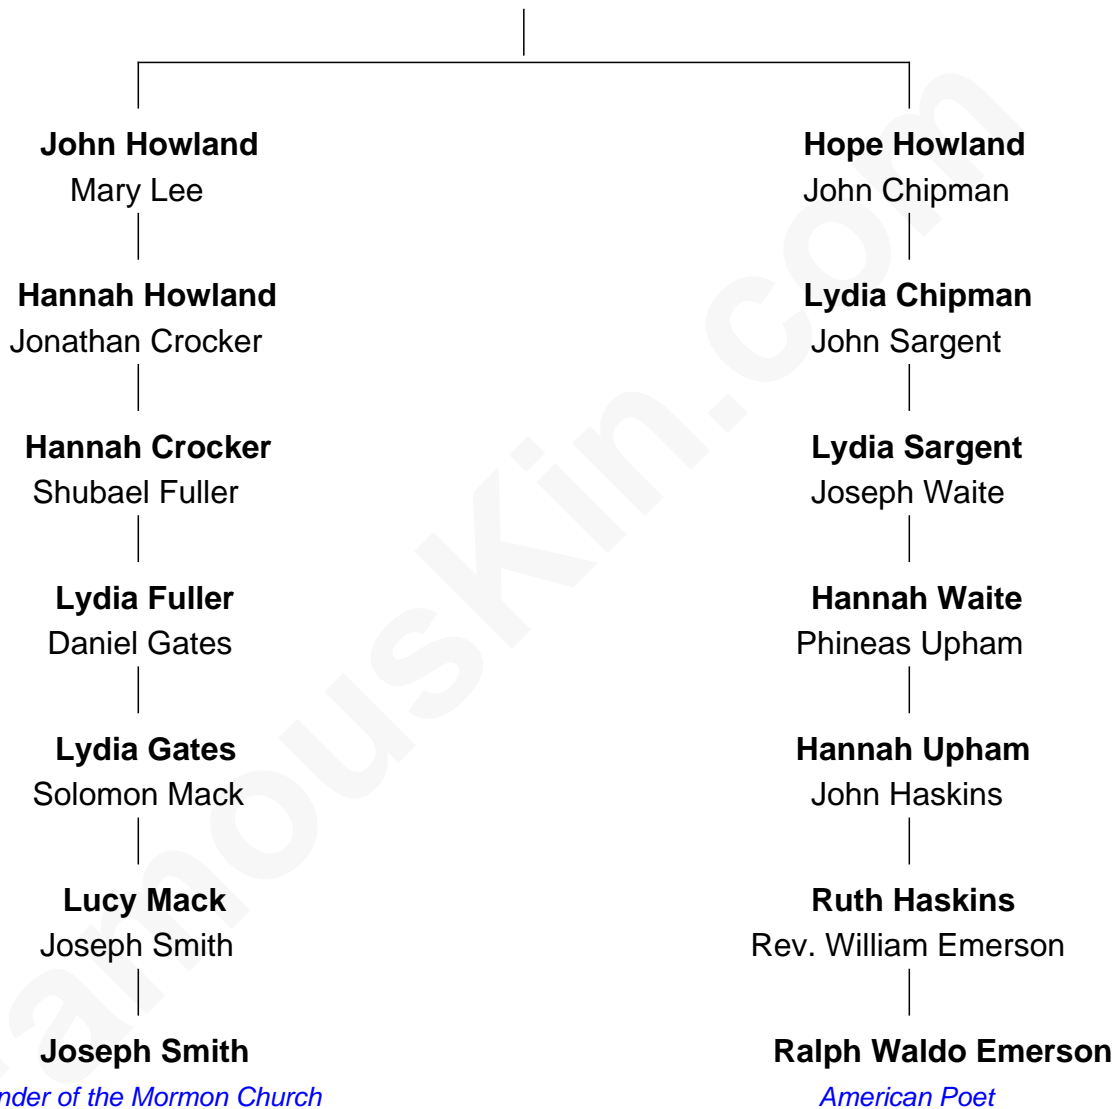 John Howland
Mary Lee
Hope Howland
John Chipman
Hannah Howland
Jonathan Crocker
Lydia Chipman
John Sargent
Hannah Crocker
Shubael Fuller
Lydia Sargent
Joseph Waite
Lydia Fuller
Daniel Gates
Hannah Waite
Phineas Upham
Lydia Gates
Solomon Mack
Hannah Upham
John Haskins
Lucy Mack
Joseph Smith
Ruth Haskins
Rev. William Emerson
Joseph Smith
nder of the Mormon Church
Ralph Waldo Emerson
American Poet
amousKin.com